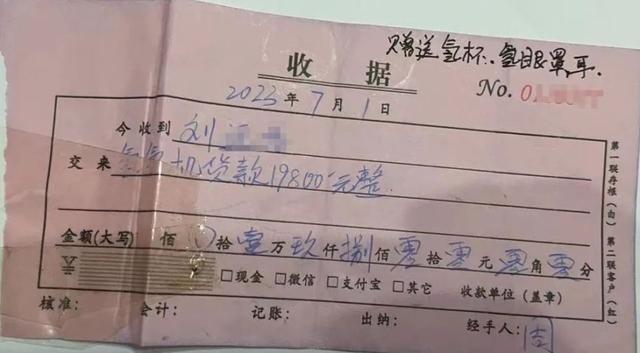 赠送氢杯、氢眼罩、耳.
收据
No. 0
2023年7月1日
今收到 刘
交来 氢气机货款19800元整.
金额(大写) 佰 拾壹万玖仟捌佰零拾零元零角零分
□现金 □微信 □支付宝 □其它 收款单位(盖章)
核准: 会计: 记账: 出纳: 经手人: 周
第一联存根(白) 第二联客户(红)